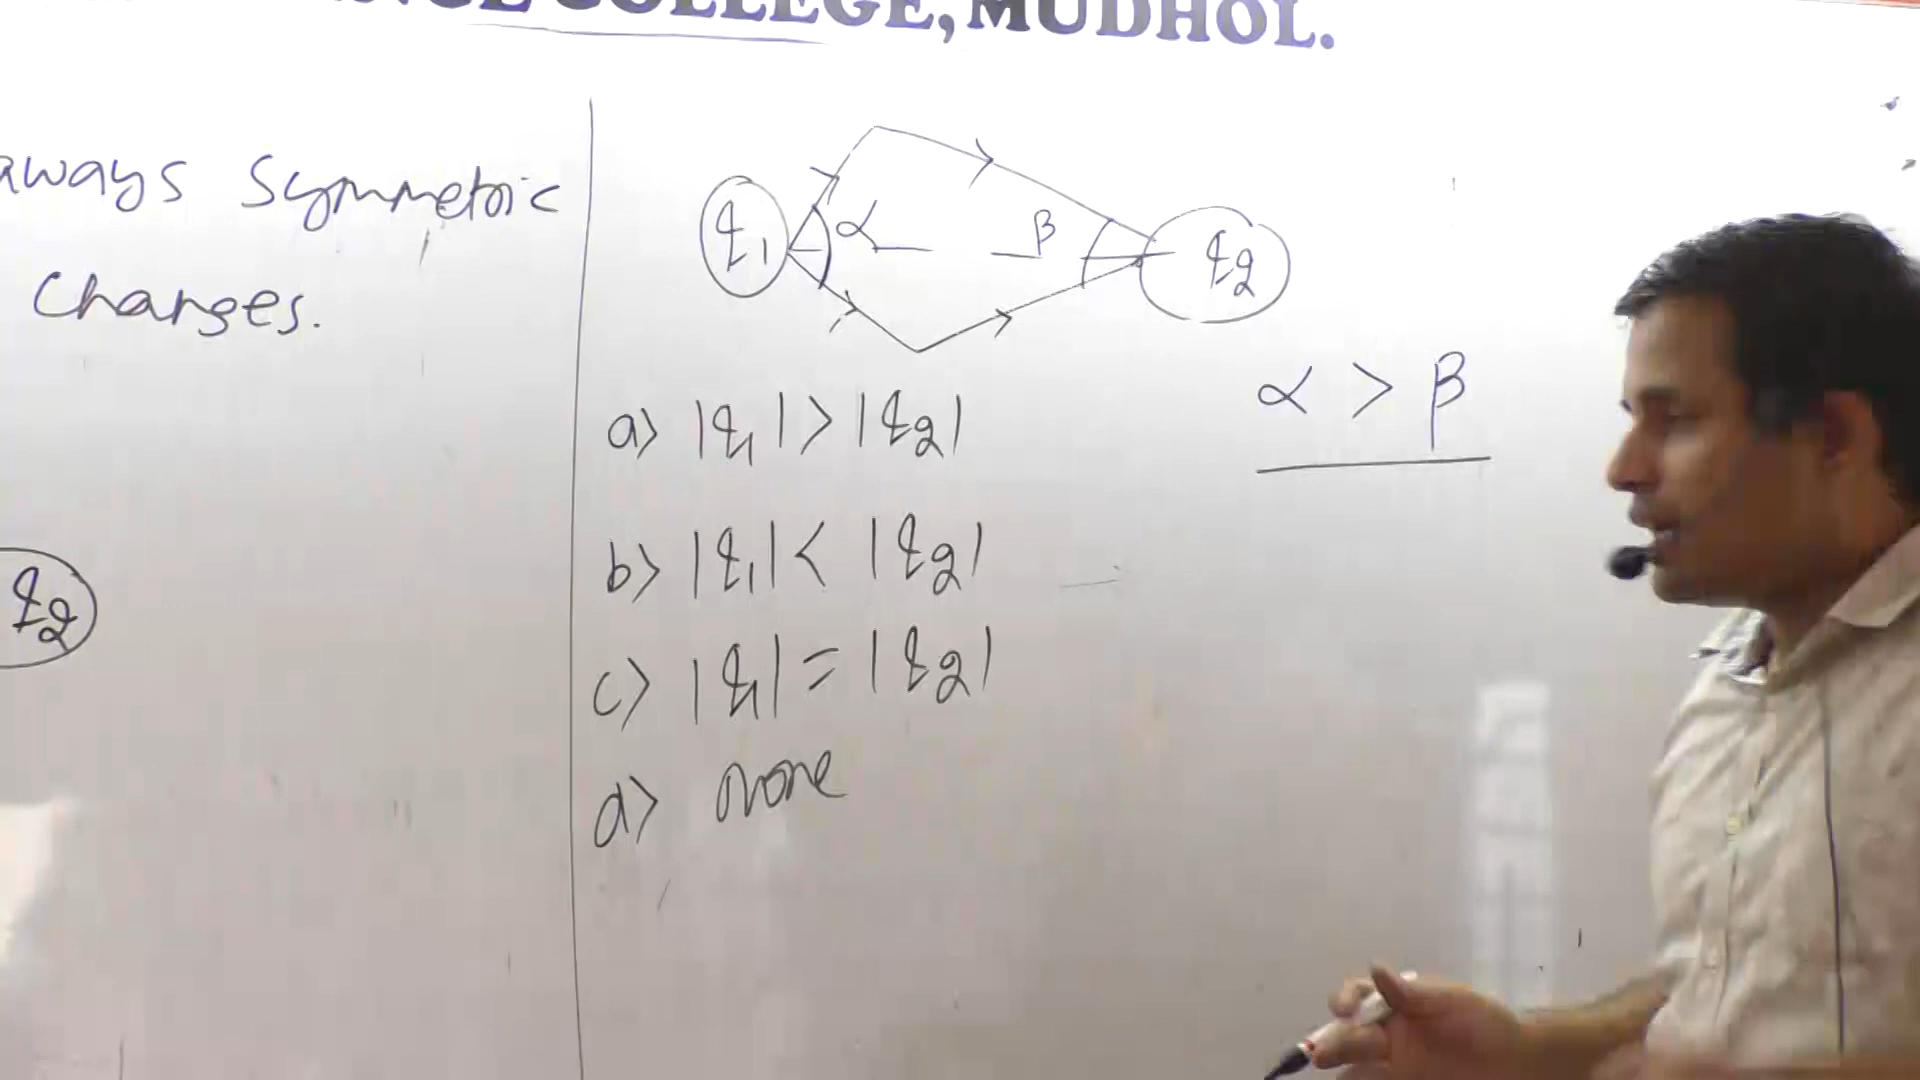 COLLEGE, MUDHOL.
aways Symmetric
Charges.
q2
q1 α β q2
α > β
a) |q1| > |q2|
b) |q1| < |q2|
c) |q1| = |q2|
d) none